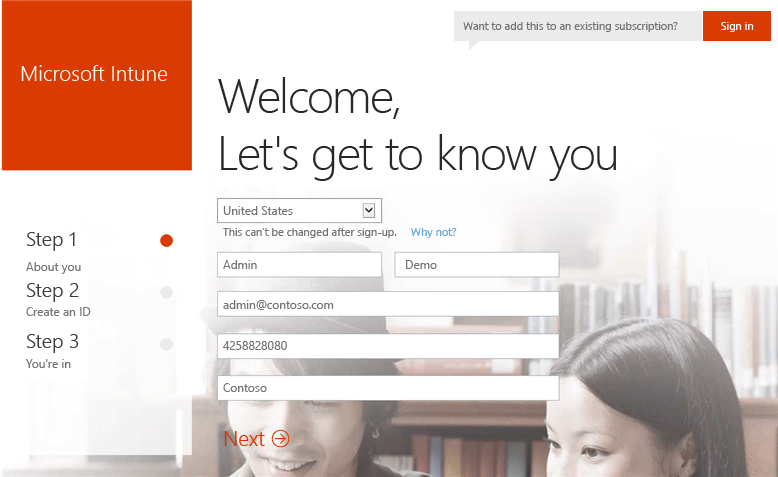 Want to add this to an existing subscription?
Sign in
Microsoft Intune
Welcome,
Let's get to know you
United States
This can't be changed after sign-up. Why not?
Step 1
About you
Step 2
Create an ID
Step 3
You're in
Admin
Demo
admin@contoso.com
4258828080
Contoso
Next